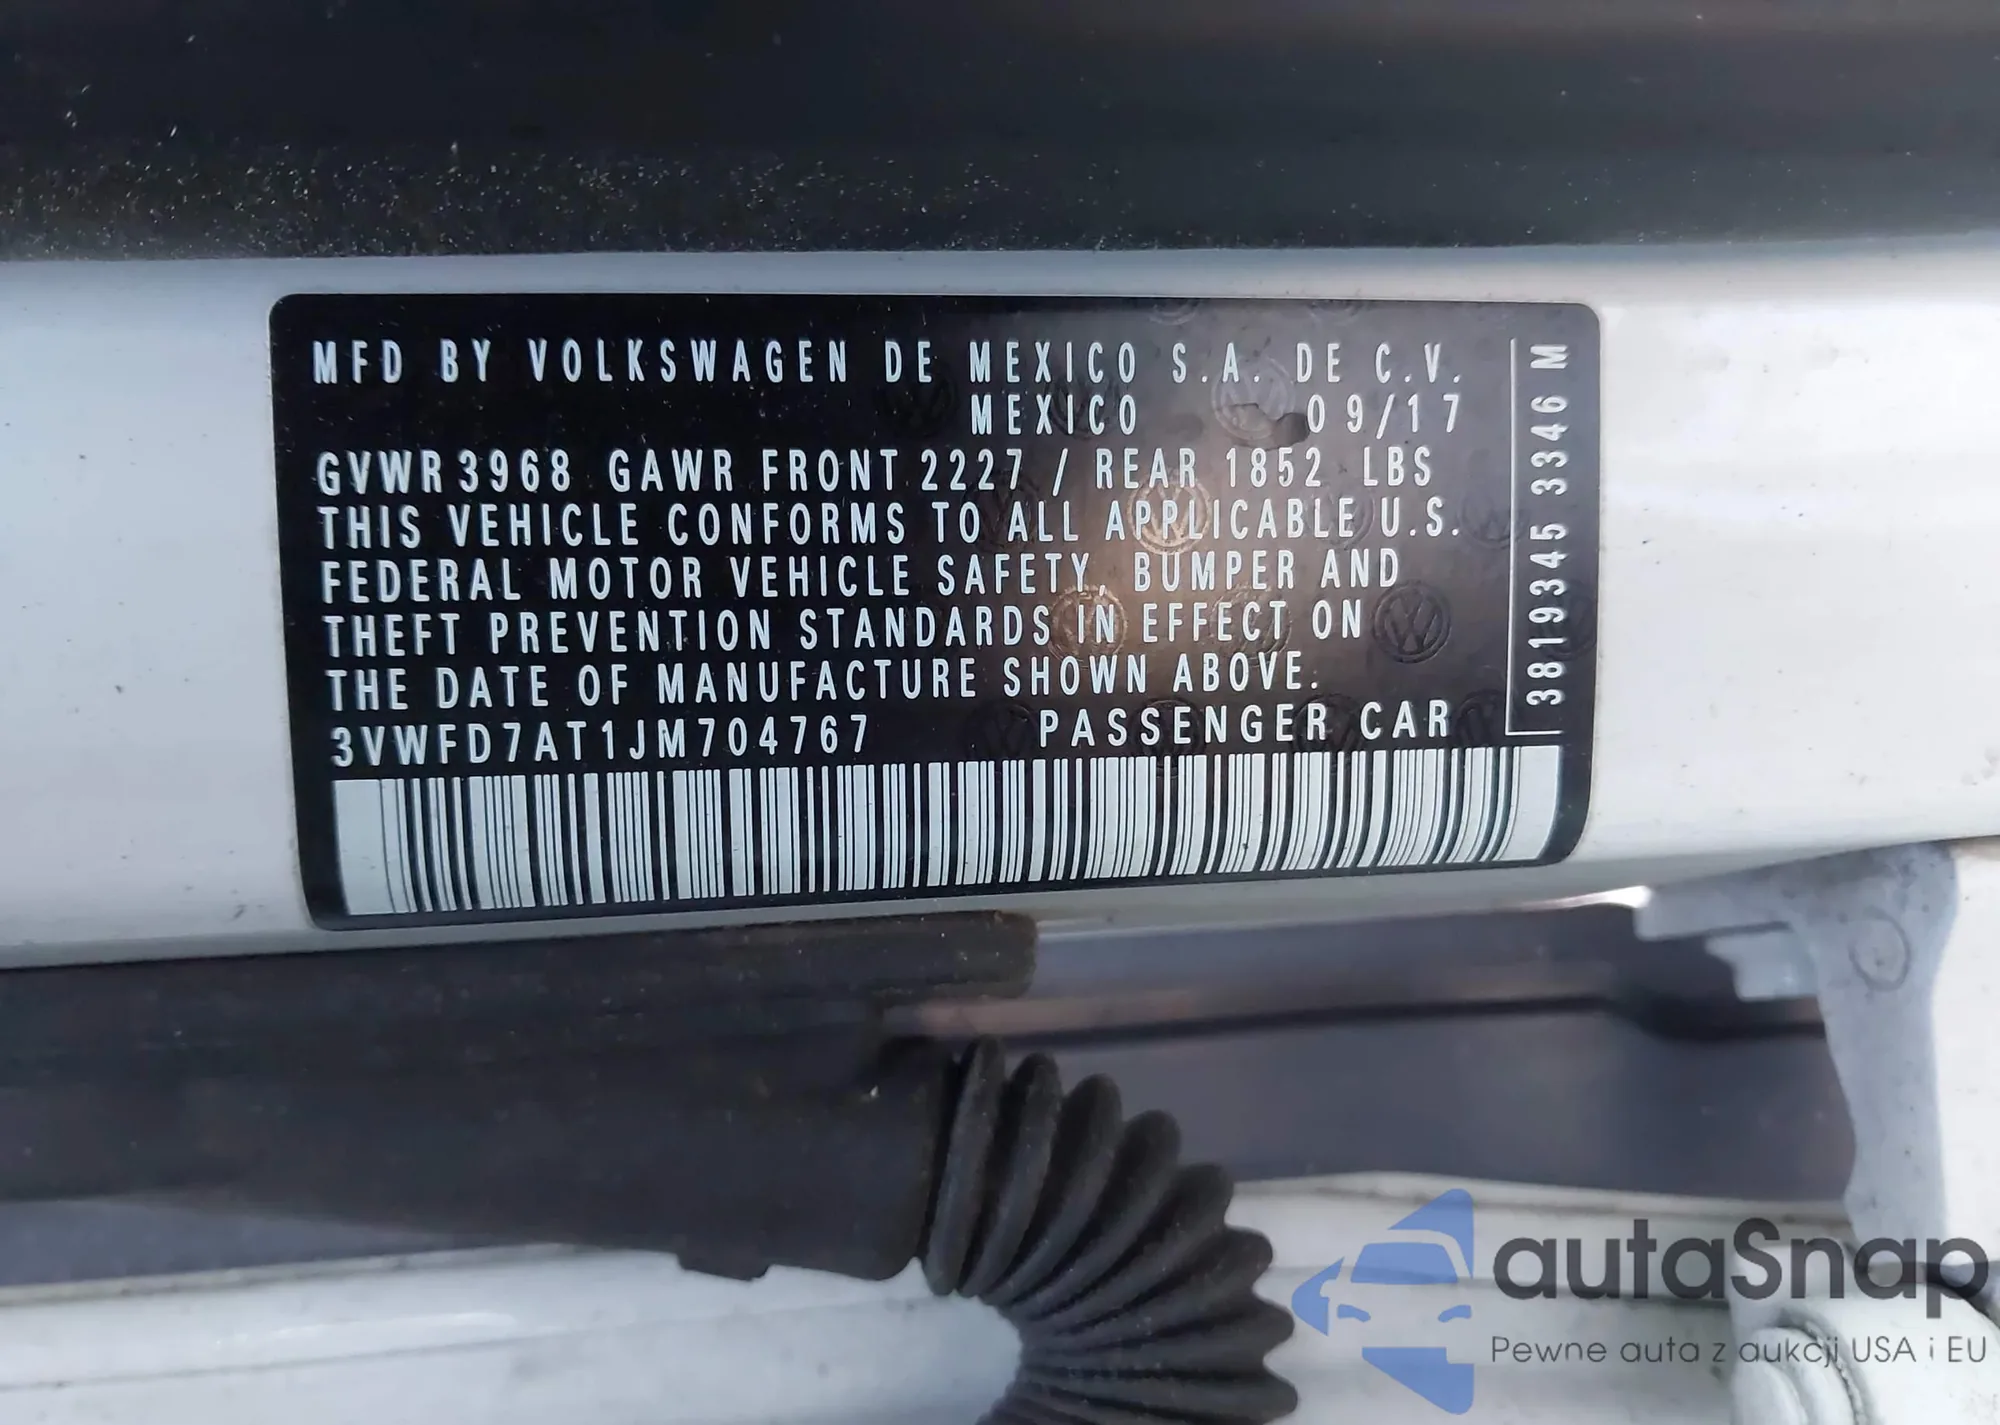 MFD BY VOLKSWAGEN DE MEXICO S.A. DE C.V.
MEXICO 09/17
GVWR 3968 GAWR FRONT 2227 / REAR 1852 LBS
THIS VEHICLE CONFORMS TO ALL APPLICABLE U.S.
FEDERAL MOTOR VEHICLE SAFETY, BUMPER AND
THEFT PREVENTION STANDARDS IN EFFECT ON
THE DATE OF MANUFACTURE SHOWN ABOVE.
3VWFD7AT1JM704767 PASSENGER CAR
3819345 3346 M
autaSnap
Pewne auta z aukcji USA i EU